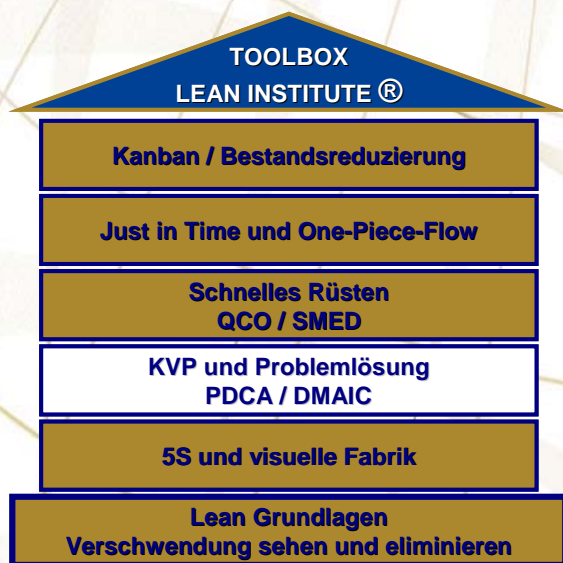 TOOLBOX
LEAN INSTITUTE ®
Kanban / Bestandsreduzierung
Just in Time und One-Piece-Flow
Schnelles Rüsten
QCO / SMED
KVP und Problemlösung
PDCA / DMAIC
5S und visuelle Fabrik
Lean Grundlagen
Verschwendung sehen und eliminieren